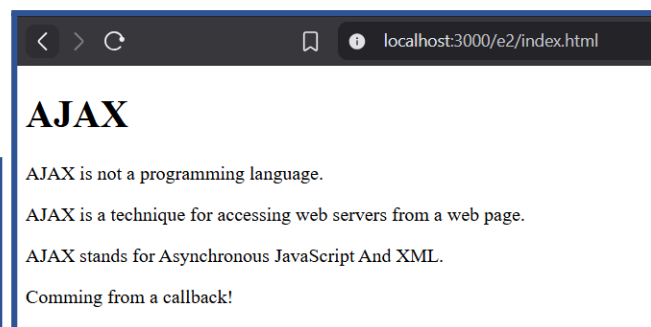 localhost:3000/e2/index.html
AJAX
AJAX is not a programming language.
AJAX is a technique for accessing web servers from a web page.
AJAX stands for Asynchronous JavaScript And XML.
Comming from a callback!